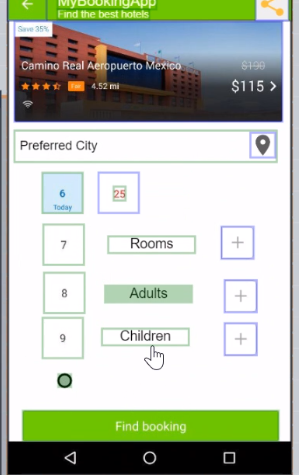 MyBookingApp
Find the best hotels
Save 35%
Camino Real Aeropuerto Mexico
$190
4.52 mi
$115
Preferred City
6
Today
25
7
Rooms
8
Adults
9
Children
Find booking